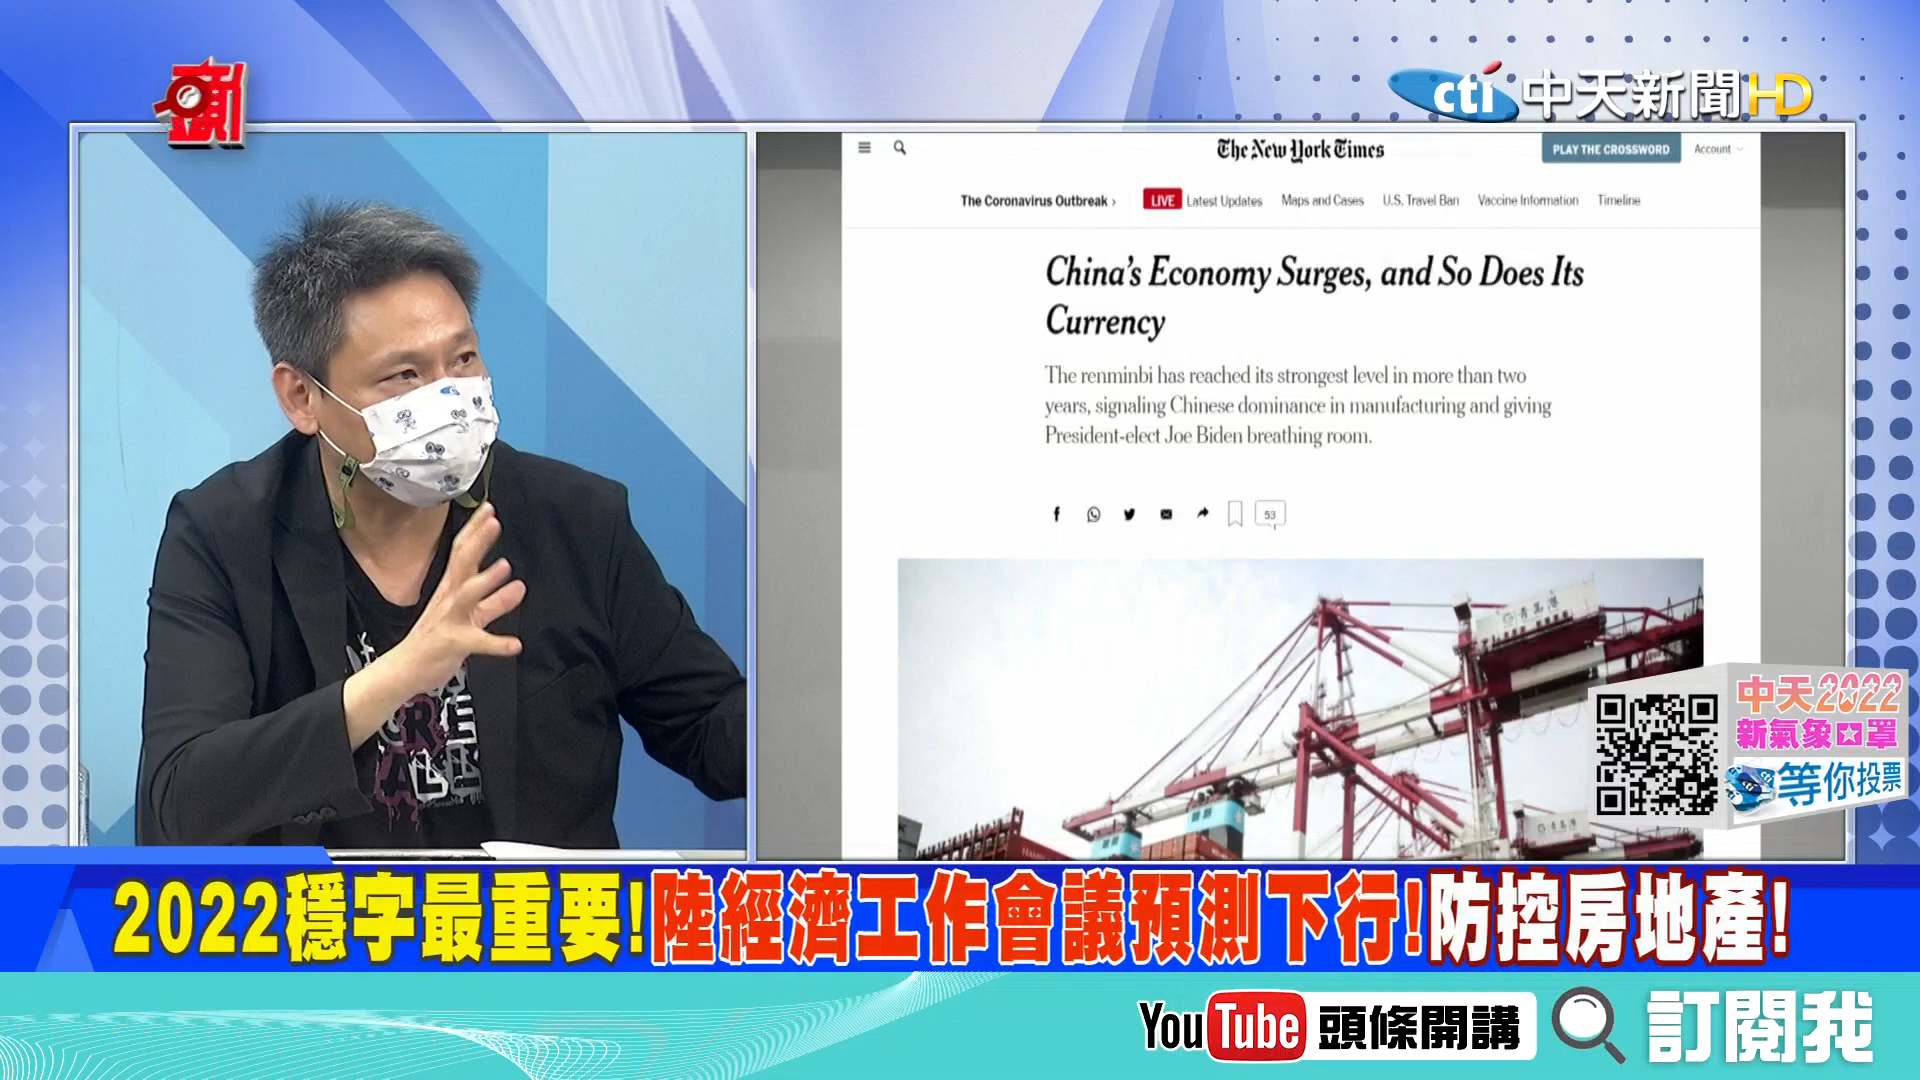 頭
cti 中天新聞HD
The New York Times
PLAY THE CROSSWORD
Account
The Coronavirus Outbreak ›
LIVE Latest Updates Maps and Cases U.S. Travel Ban Vaccine Information Timeline
China's Economy Surges, and So Does Its
Currency
The renminbi has reached its strongest level in more than two
years, signaling Chinese dominance in manufacturing and giving
President-elect Joe Biden breathing room.
53
青島港
中天2022
新氣象口罩
等你投票
2022穩字最重要!陸經濟工作會議預測下行!防控房地產!
YouTube 頭條開講 訂閱我